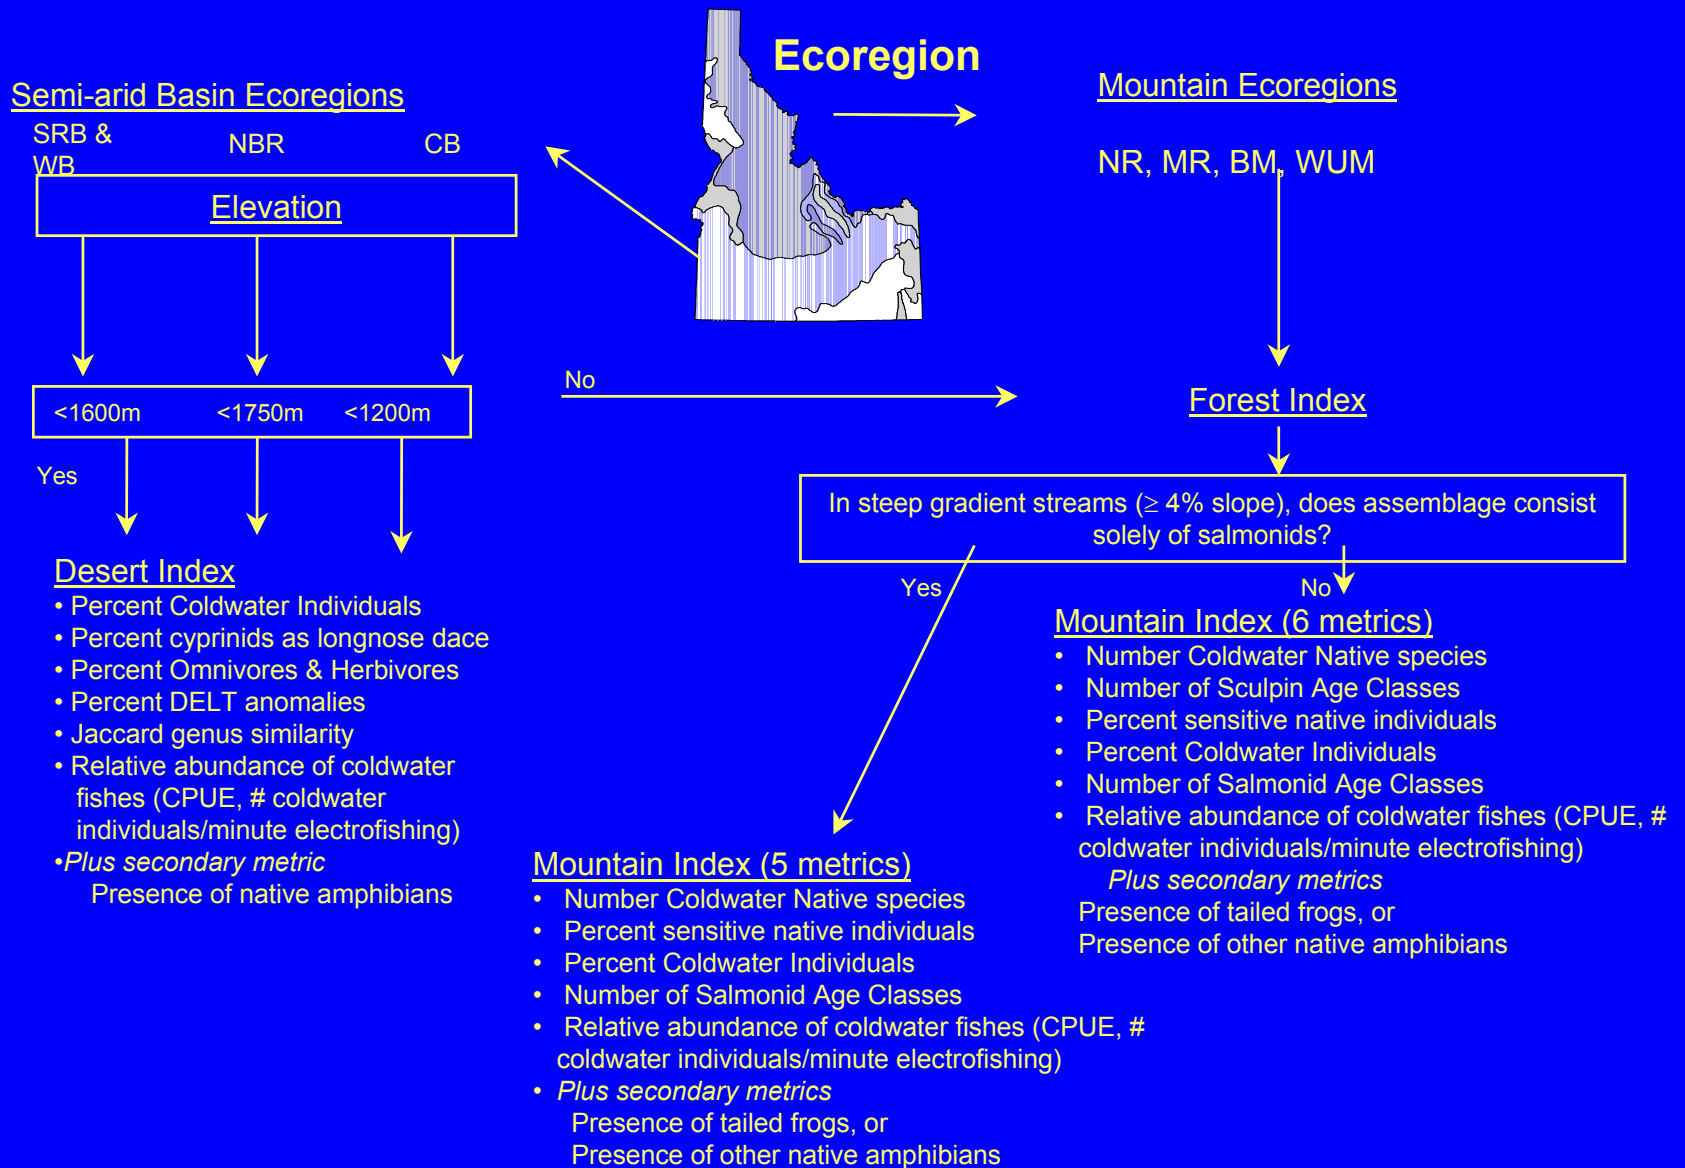 Ecoregion
Semi-arid Basin Ecoregions
SRB &
WB
NBR
CB
Elevation
<1600m
<1750m
<1200m
Yes
No
Desert Index
• Percent Coldwater Individuals
• Percent cyprinids as longnose dace
• Percent Omnivores & Herbivores
• Percent DELT anomalies
• Jaccard genus similarity
• Relative abundance of coldwater
fishes (CPUE, # coldwater
individuals/minute electrofishing)
•Plus secondary metric
Presence of native amphibians
Mountain Ecoregions
NR, MR, BM, WUM
Forest Index
In steep gradient streams (≥ 4% slope), does assemblage consist
solely of salmonids?
Yes
No
Mountain Index (5 metrics)
• Number Coldwater Native species
• Percent sensitive native individuals
• Percent Coldwater Individuals
• Number of Salmonid Age Classes
• Relative abundance of coldwater fishes (CPUE, #
coldwater individuals/minute electrofishing)
• Plus secondary metrics
Presence of tailed frogs, or
Presence of other native amphibians
Mountain Index (6 metrics)
• Number Coldwater Native species
• Number of Sculpin Age Classes
• Percent sensitive native individuals
• Percent Coldwater Individuals
• Number of Salmonid Age Classes
• Relative abundance of coldwater fishes (CPUE, #
coldwater individuals/minute electrofishing)
Plus secondary metrics
Presence of tailed frogs, or
Presence of other native amphibians